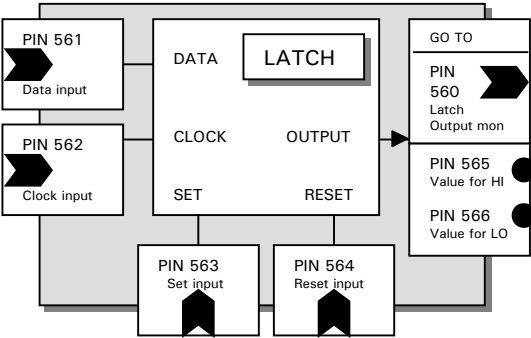 PIN 561
Data input
PIN 562
Clock input
DATA
LATCH
CLOCK
OUTPUT
SET
RESET
GO TO
PIN
560
Latch
Output mon
PIN 565
Value for HI
PIN 566
Value for LO
PIN 563
Set input
PIN 564
Reset input